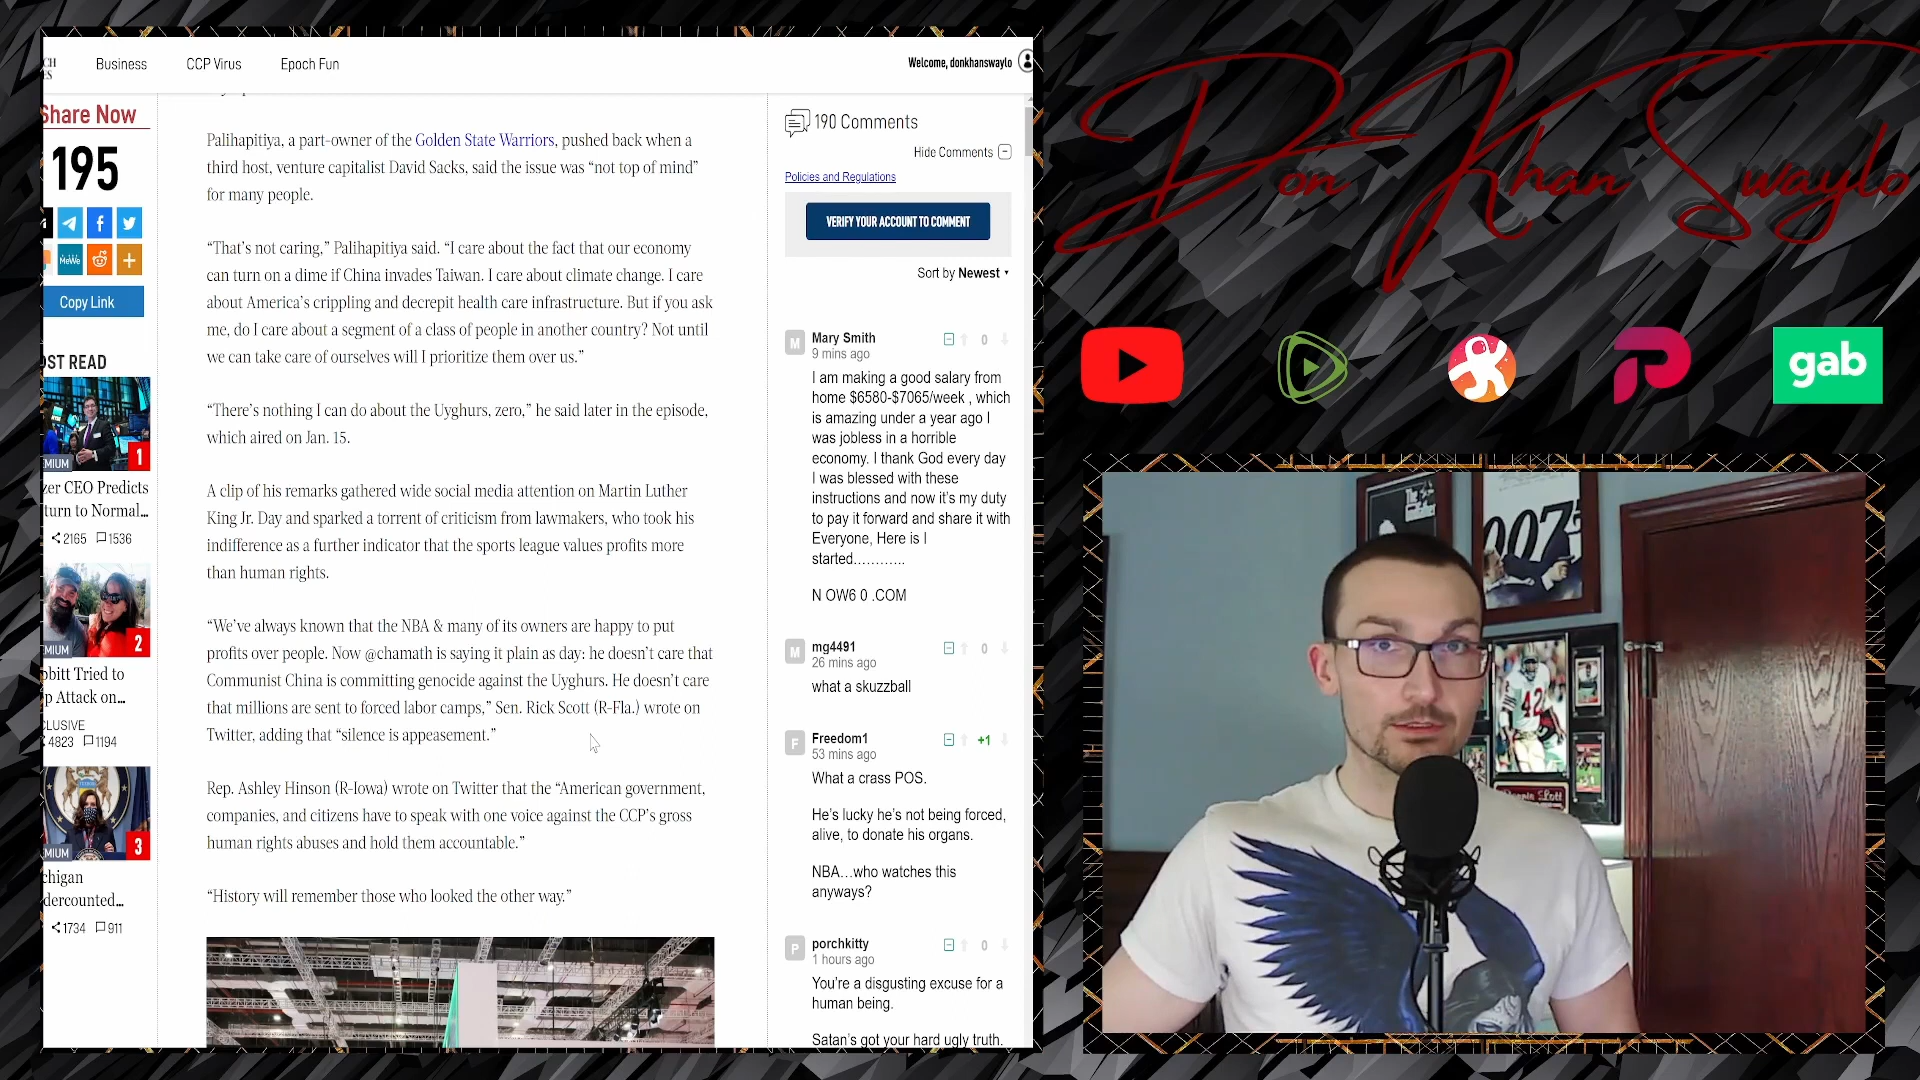 CH
ES
Business
CCP Virus
Epoch Fun
Welcome, donkhanswaylo
Share Now
195
MeWe
Copy Link
OST READ
EMIUM
1
zer CEO Predicts
turn to Normal...
2165 1536
EMIUM
2
bbitt Tried to
p Attack on...
CLUSIVE
4823 1194
EMIUM
3
chigan
dercounted...
1734 911
Palihapitiya, a part-owner of the Golden State Warriors, pushed back when a
third host, venture capitalist David Sacks, said the issue was “not top of mind”
for many people.
“That’s not caring,” Palihapitiya said. “I care about the fact that our economy
can turn on a dime if China invades Taiwan. I care about climate change. I care
about America’s crippling and decrepit health care infrastructure. But if you ask
me, do I care about a segment of a class of people in another country? Not until
we can take care of ourselves will I prioritize them over us.”
“There’s nothing I can do about the Uyghurs, zero,” he said later in the episode,
which aired on Jan. 15.
A clip of his remarks gathered wide social media attention on Martin Luther
King Jr. Day and sparked a torrent of criticism from lawmakers, who took his
indifference as a further indicator that the sports league values profits more
than human rights.
“We’ve always known that the NBA & many of its owners are happy to put
profits over people. Now @chamath is saying it plain as day: he doesn’t care that
Communist China is committing genocide against the Uyghurs. He doesn’t care
that millions are sent to forced labor camps,” Sen. Rick Scott (R-Fla.) wrote on
Twitter, adding that “silence is appeasement.”
Rep. Ashley Hinson (R-Iowa) wrote on Twitter that the “American government,
companies, and citizens have to speak with one voice against the CCP’s gross
human rights abuses and hold them accountable.”
“History will remember those who looked the other way.”
190 Comments
Hide Comments
Policies and Regulations
VERIFY YOUR ACCOUNT TO COMMENT
Sort by Newest
M
Mary Smith
0
9 mins ago
I am making a good salary from
home $6580-$7065/week , which
is amazing under a year ago I
was jobless in a horrible
economy. I thank God every day
I was blessed with these
instructions and now it’s my duty
to pay it forward and share it with
Everyone, Here is I
started…………
N OW6 0 .COM
M
mg4491
0
26 mins ago
what a skuzzball
F
Freedom1
+1
53 mins ago
What a crass POS.
He’s lucky he’s not being forced,
alive, to donate his organs.
NBA…who watches this
anyways?
P
porchkitty
0
1 hours ago
You’re a disgusting excuse for a
human being.
Satan’s got your hard ugly truth.
Don Khan Swaylo
gab
007
42